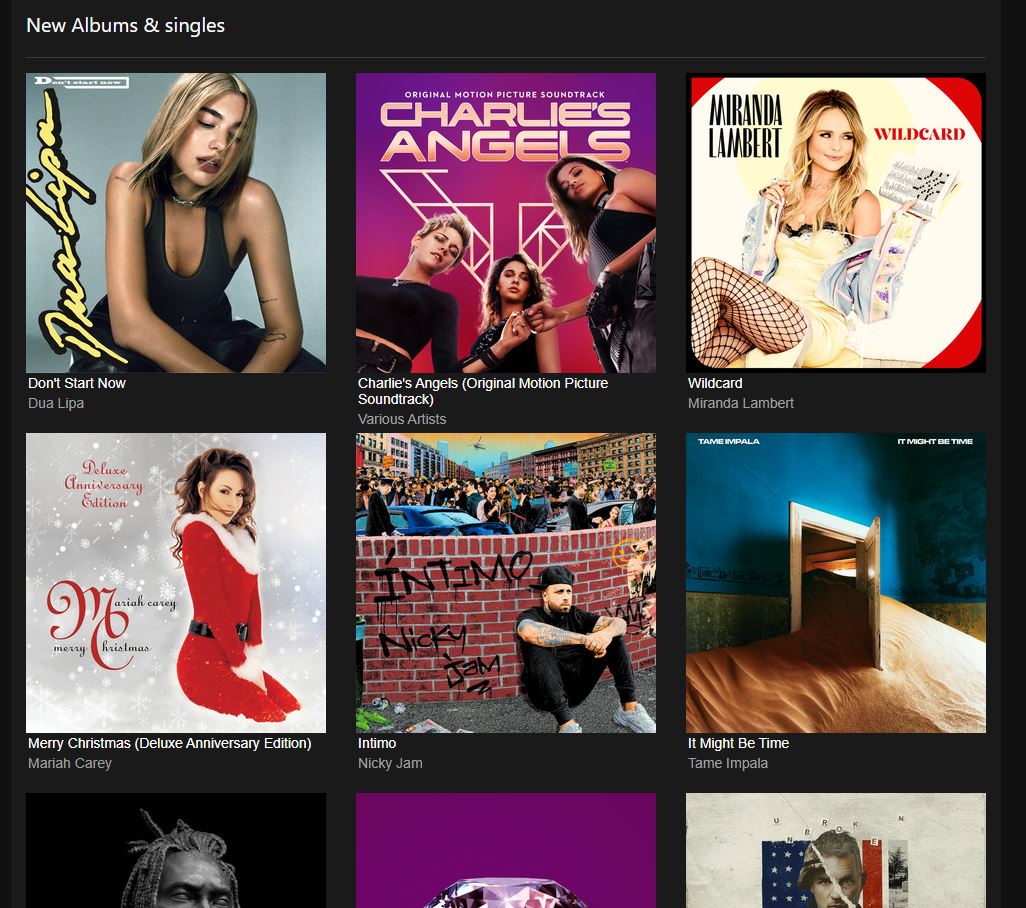 New Albums & singles
Don't start now
Dua Lipa
ORIGINAL MOTION PICTURE SOUNDTRACK
CHARLIE'S
ANGELS
MIRANDA
LAMBERT
WILDCARD
Don't Start Now
Dua Lipa
Charlie's Angels (Original Motion Picture
Soundtrack)
Various Artists
Wildcard
Miranda Lambert
Deluxe
Anniversary
Edition
Mariah carey
merry Christmas
ÍNTIMO
Nicky
Jam
TAME IMPALA
IT MIGHT BE TIME
Merry Christmas (Deluxe Anniversary Edition)
Mariah Carey
Intimo
Nicky Jam
It Might Be Time
Tame Impala
UNBROKEN